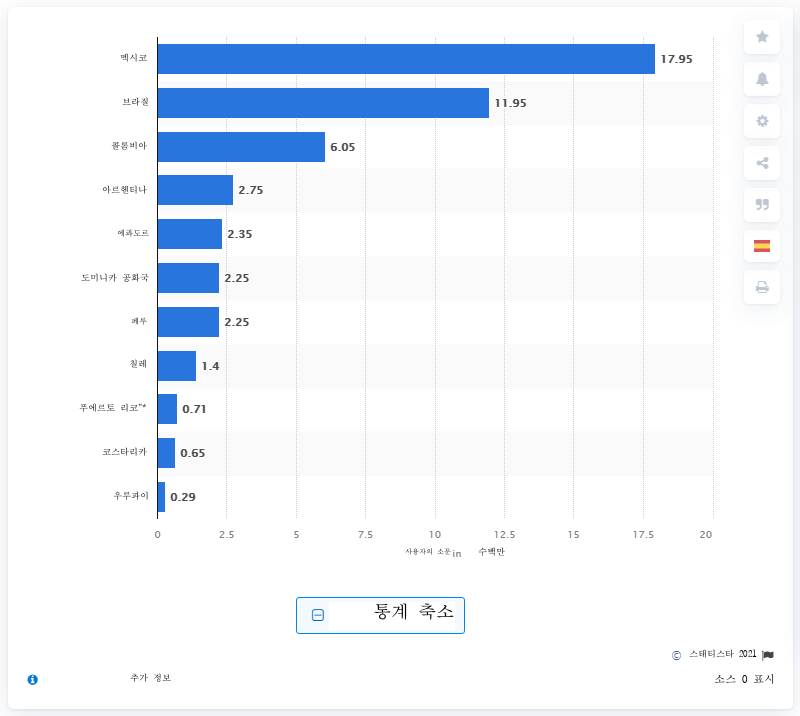 멕시코 17.95
브라질 11.95
콜롬비아 6.05
아르헨티나 2.75
에콰도르 2.35
도미니카 공화국 2.25
페루 2.25
칠레 1.4
푸에르토 리코"* 0.71
코스타리카 0.65
우루과이 0.29
0 2.5 5 7.5 10 12.5 15 17.5 20
사용자의 소문 in 수백만
통계 축소
© 스태티스타 2021
추가 정보 소스 0 표시